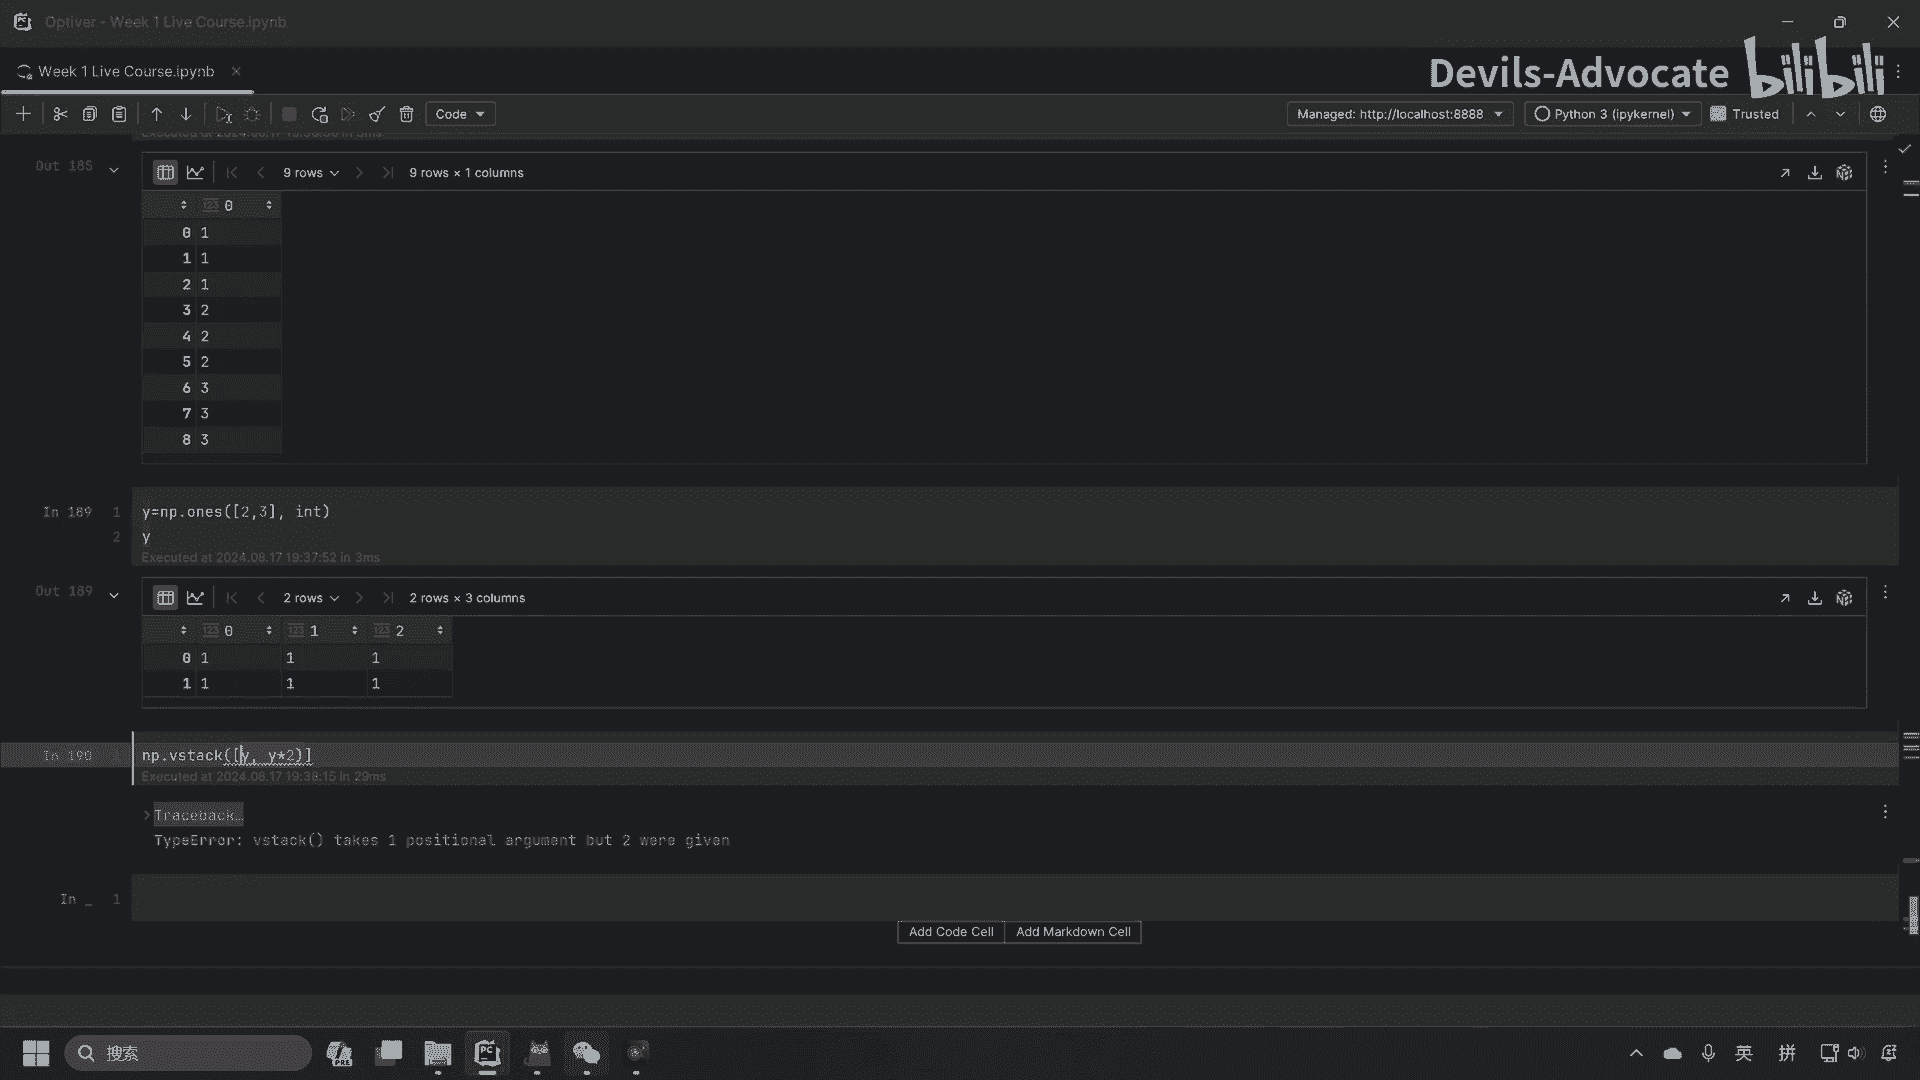 Optiver - Week 1 Live Course.ipynb
Week 1 Live Course.ipynb
Devils-Advocate bilibili
Code
Managed: http://localhost:8888
Python 3 (ipykernel)
Trusted
Out 185
9 rows
9 rows × 1 columns
123 0
0 1
1 1
2 1
3 2
4 2
5 2
6 3
7 3
8 3
In 189
1 y=np.ones([2,3], int)
2 y
Executed at 2024.08.17 19:37:52 in 3ms
Out 189
2 rows
2 rows × 3 columns
123 0 123 1 123 2
0 1 1 1
1 1 1 1
In 190
np.vstack([y, y*2)]
Executed at 2024.08.17 19:38:15 in 29ms
Traceback…
TypeError: vstack() takes 1 positional argument but 2 were given
In _ 1
Add Code Cell
Add Markdown Cell
搜索
PRE
PC
英
拼